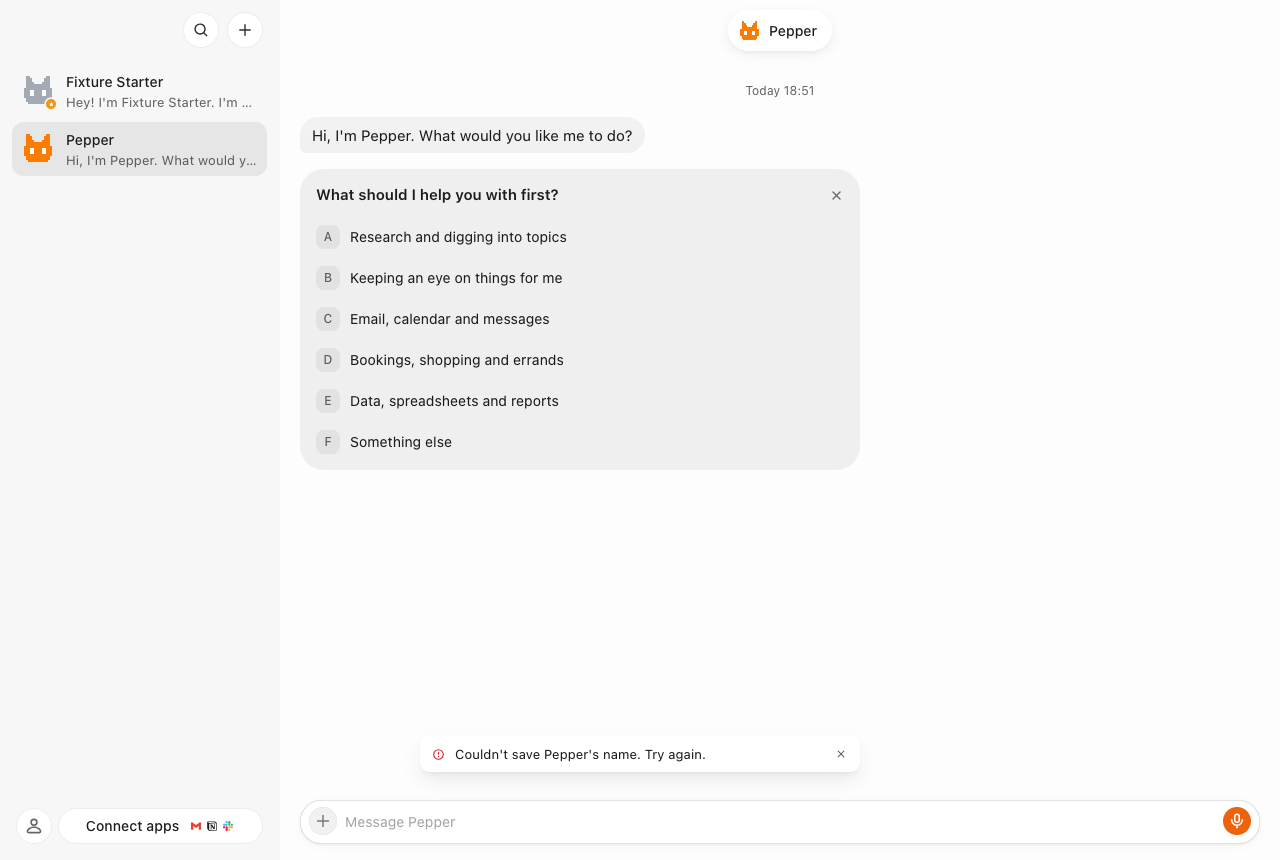 Fixture Starter
Hey! I'm Fixture Starter. I'm ...
Pepper
Hi, I'm Pepper. What would y...
Connect apps
Pepper
Today 18:51
Hi, I'm Pepper. What would you like me to do?
What should I help you with first?
A Research and digging into topics
B Keeping an eye on things for me
C Email, calendar and messages
D Bookings, shopping and errands
E Data, spreadsheets and reports
F Something else
Couldn't save Pepper's name. Try again.
Message Pepper